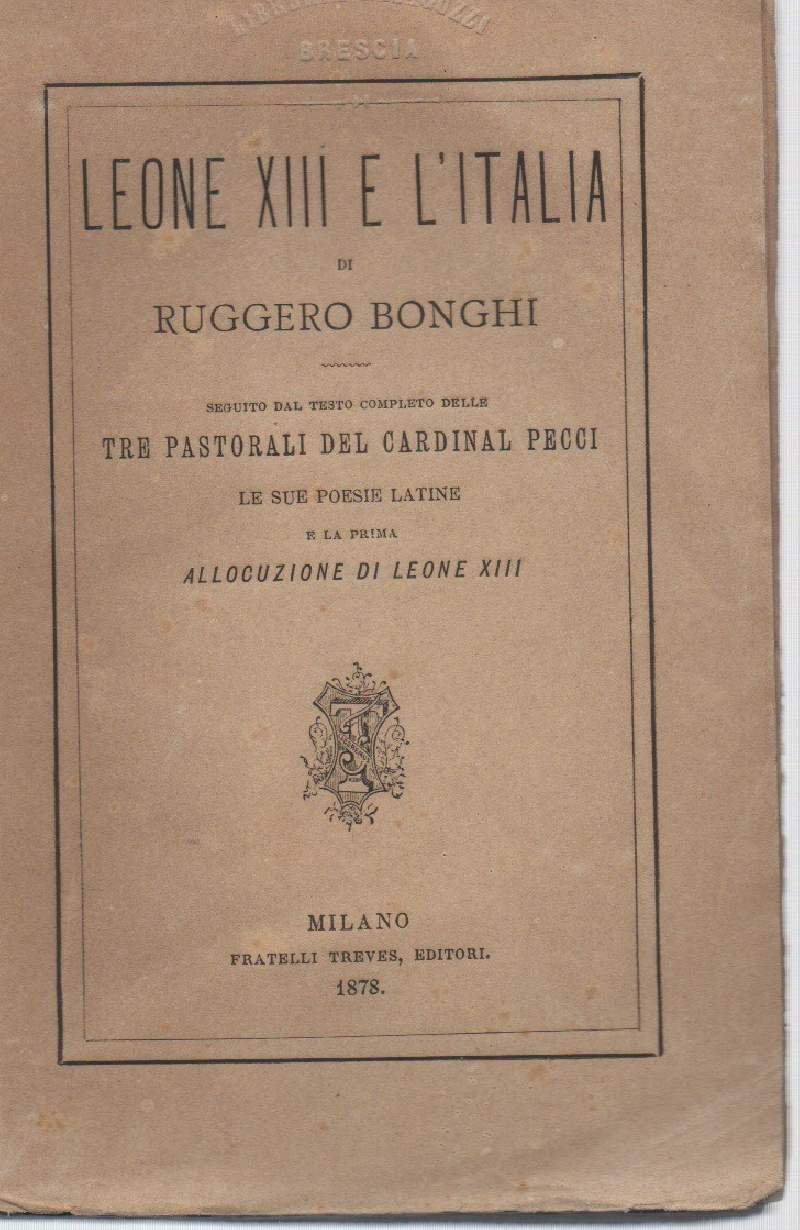 BRESCIA
LEONE XIII E L'ITALIA
DI
RUGGERO BONGHI
SEGUITO DAL TESTO COMPLETO DELLE
TRE PASTORALI DEL CARDINAL PECCI
LE SUE POESIE LATINE
E LA PRIMA
ALLOCUZIONE DI LEONE XIII
MILANO
FRATELLI TREVES, EDITORI.
1878.